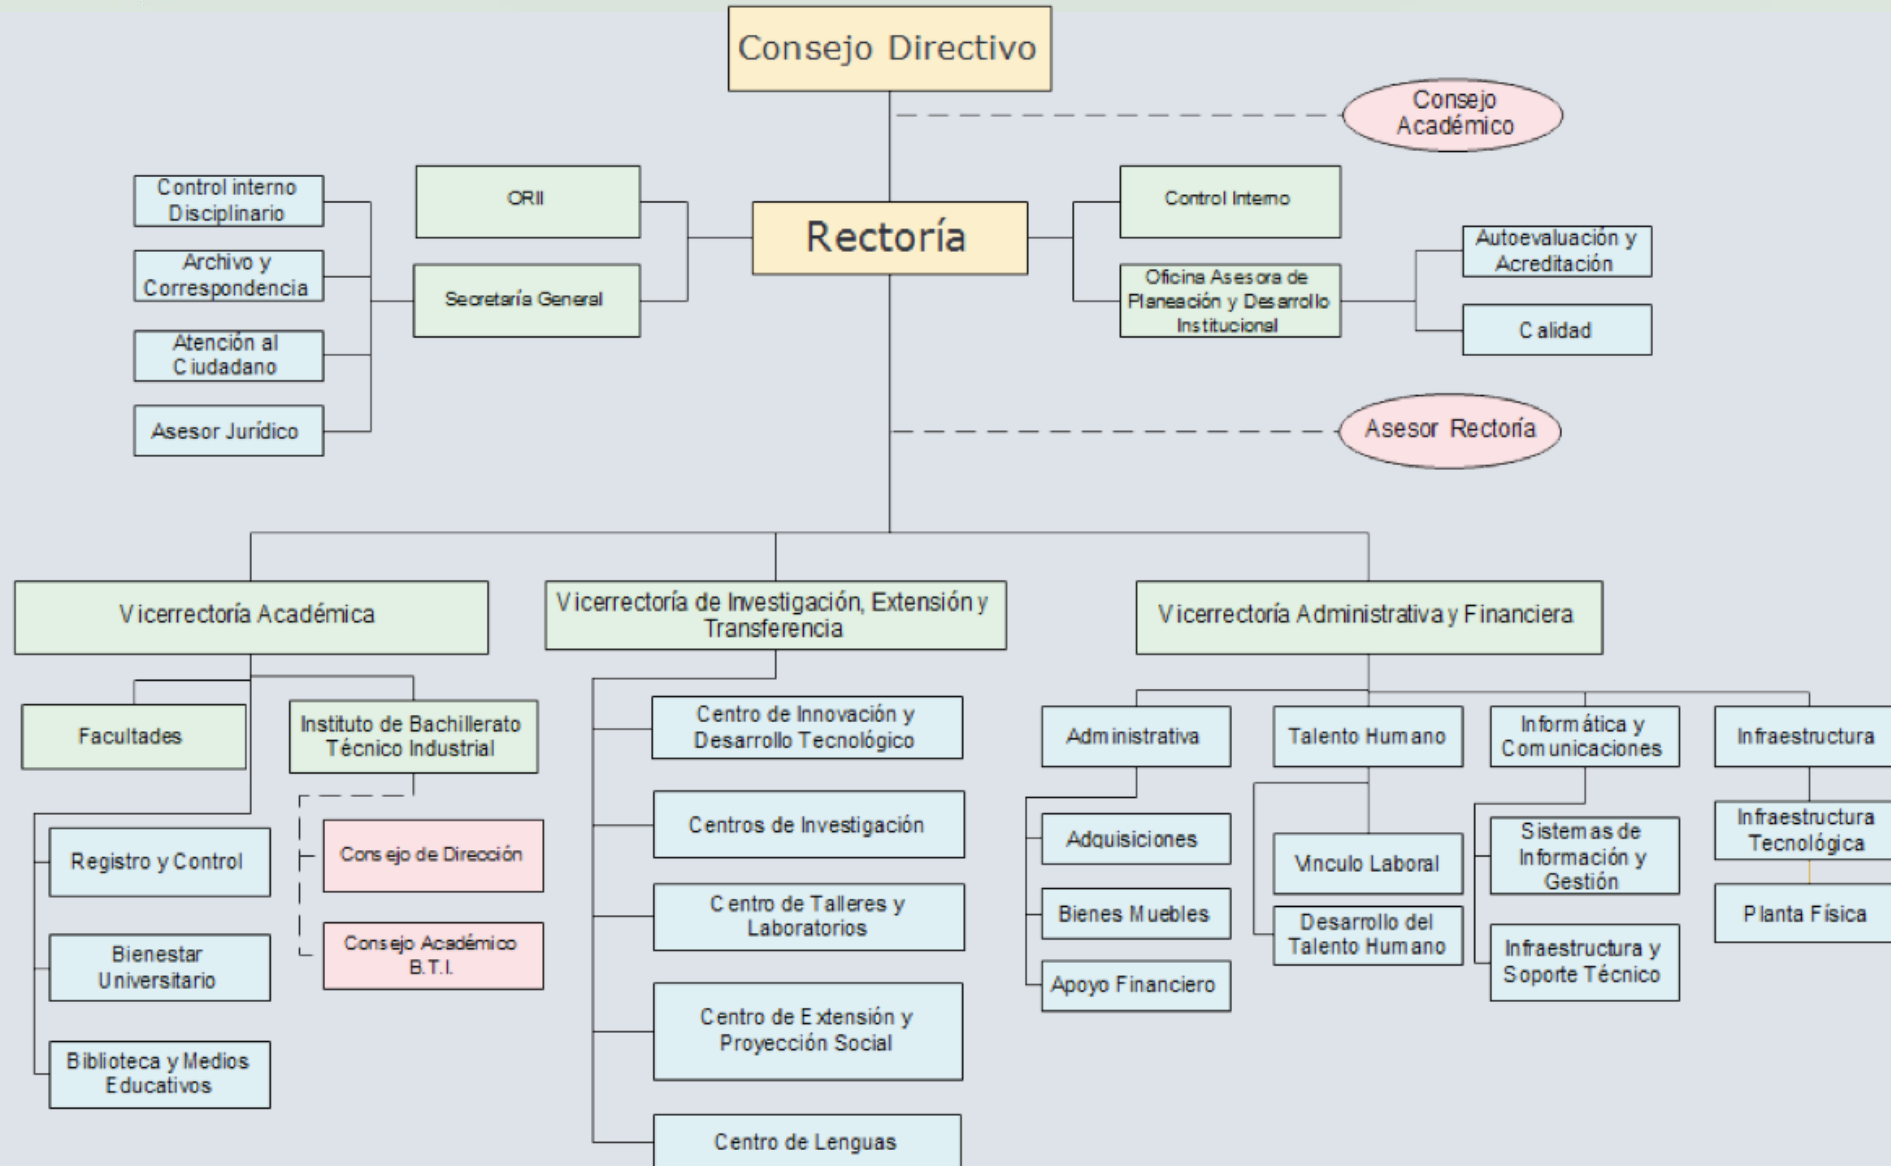 Consejo Directivo
Consejo
Académico
Control interno
Disciplinario
ORII
Control Interno
Rectoría
Autoevaluación y
Acreditación
Archivo y
Correspondencia
Secretaría General
Oficina Asesora de
Planeación y Desarrollo
Institucional
Calidad
Atención al
Ciudadano
Asesor Jurídico
Asesor Rectoría
Vicerrectoría Académica
Vicerrectoría de Investigación, Extensión y
Transferencia
Vicerrectoría Administrativa y Financiera
Facultades
Instituto de Bachillerato
Técnico Industrial
Registro y Control
Consejo de Dirección
Bienestar
Universitario
Consejo Académico
B.T.I.
Biblioteca y Medios
Educativos
Centro de Innovación y
Desarrollo Tecnológico
Centros de Investigación
Centro de Talleres y
Laboratorios
Centro de Extensión y
Proyección Social
Centro de Lenguas
Administrativa
Talento Humano
Informática y
Comunicaciones
Infraestructura
Adquisiciones
Bienes Muebles
Apoyo Financiero
Vinculo Laboral
Desarrollo del
Talento Humano
Sistemas de
Información y
Gestión
Infraestructura y
Soporte Técnico
Infraestructura
Tecnológica
Planta Física